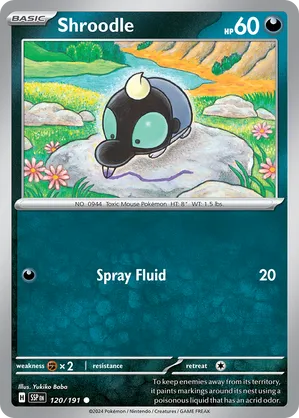 BASIC
Shroodle
HP 60
NO. 0944 Toxic Mouse Pokémon HT: 8" WT: 1.5 lbs.
Spray Fluid 20
weakness × 2 resistance retreat
Illus. Yukiko Baba
H SSP EN 120/191
To keep enemies away from its territory,
it paints markings around its nest using a
poisonous liquid that has an acrid odor.
©2024 Pokémon / Nintendo / Creatures / GAME FREAK